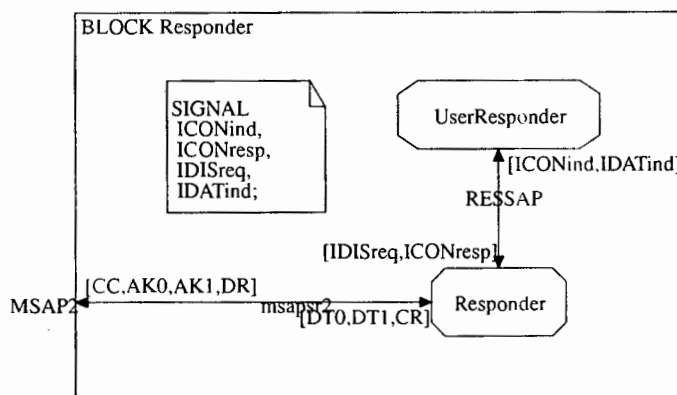 BLOCK Responder
SIGNAL
ICONind,
ICONresp,
IDISreq,
IDATind;
UserResponder
[ICONind,IDATind]
RESSAP
[IDISreq,ICONresp]
[CC,AK0,AK1,DR]
Responder
MSAP2
msapsr2
[DT0,DT1,CR]